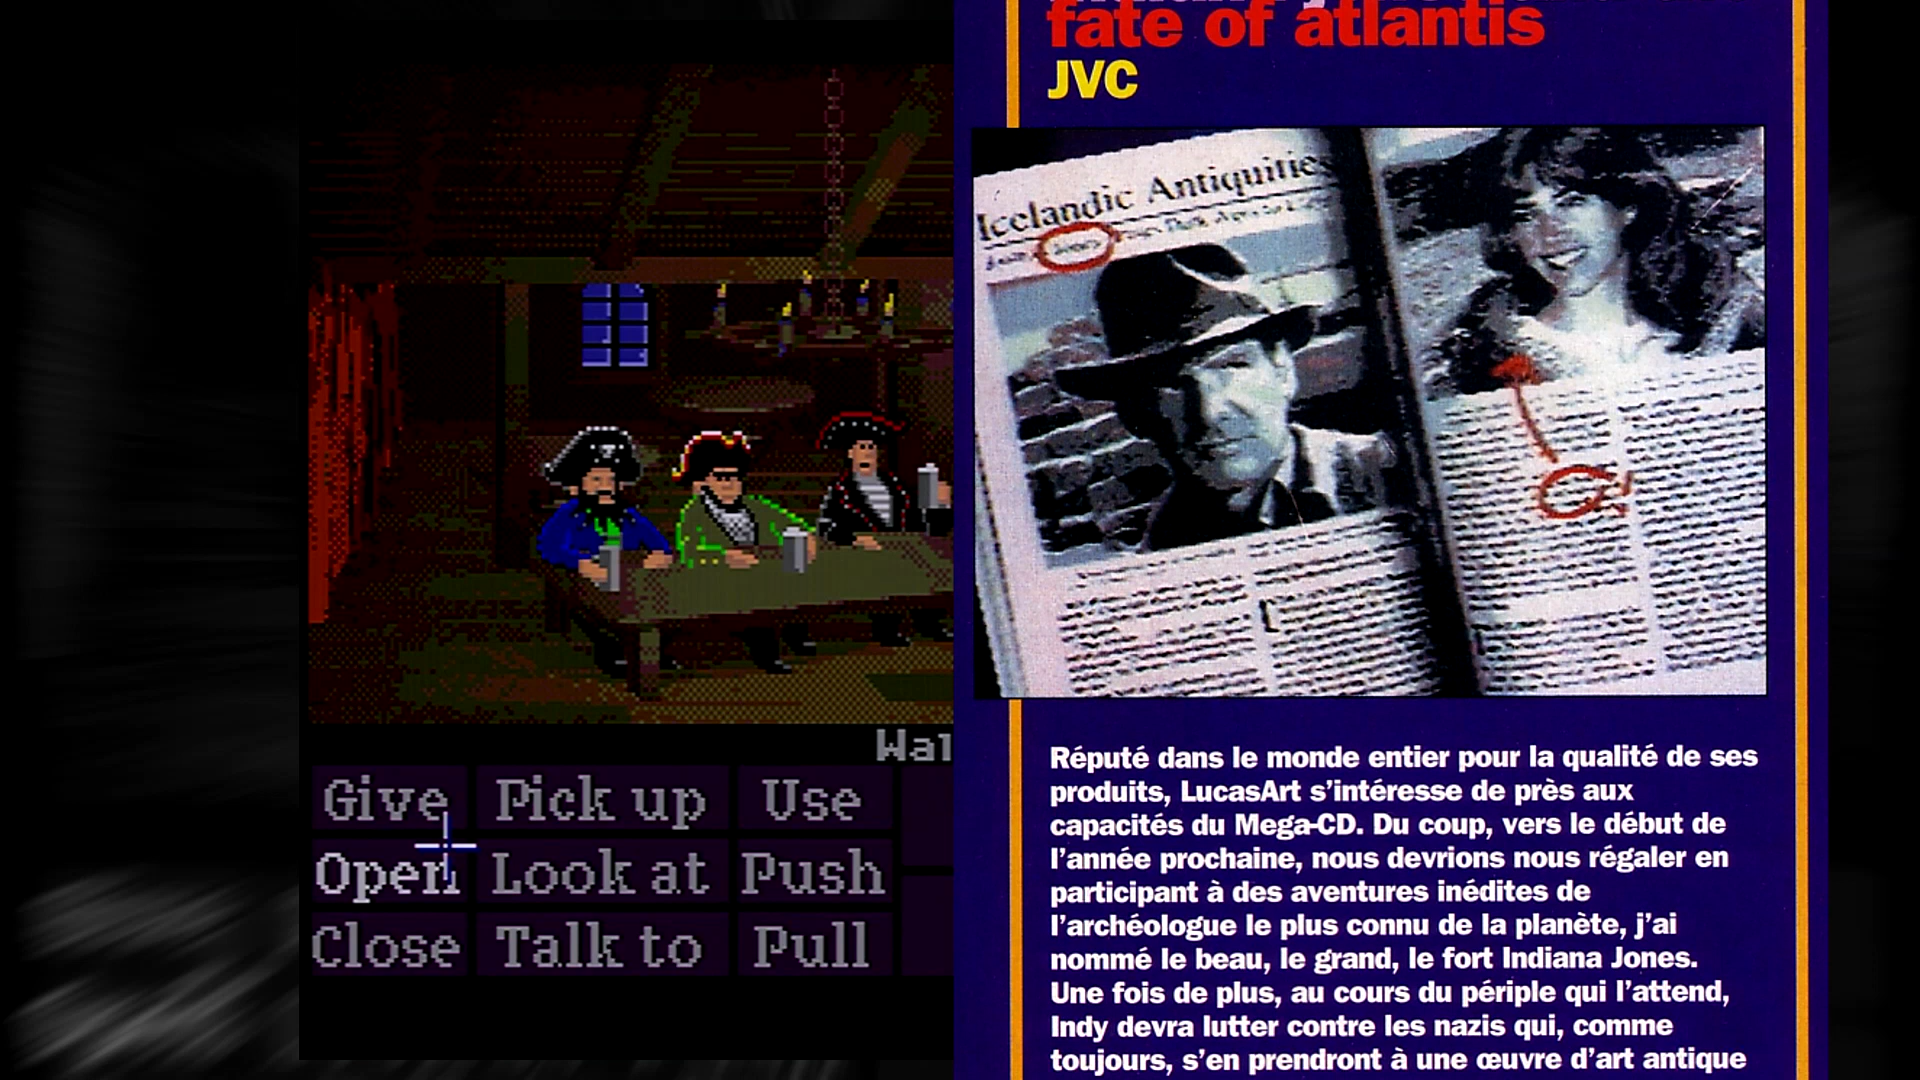 Wal
Give Pick up Use
Open Look at Push
Close Talk to Pull
fate of atlantis
JVC
Icelandic Antiquities
Réputé dans le monde entier pour la qualité de ses
produits, LucasArt s'intéresse de près aux
capacités du Mega-CD. Du coup, vers le début de
l'année prochaine, nous devrions nous régaler en
participant à des aventures inédites de
l'archéologue le plus connu de la planète, j'ai
nommé le beau, le grand, le fort Indiana Jones.
Une fois de plus, au cours du périple qui l'attend,
Indy devra lutter contre les nazis qui, comme
toujours, s'en prendront à une œuvre d'art antique